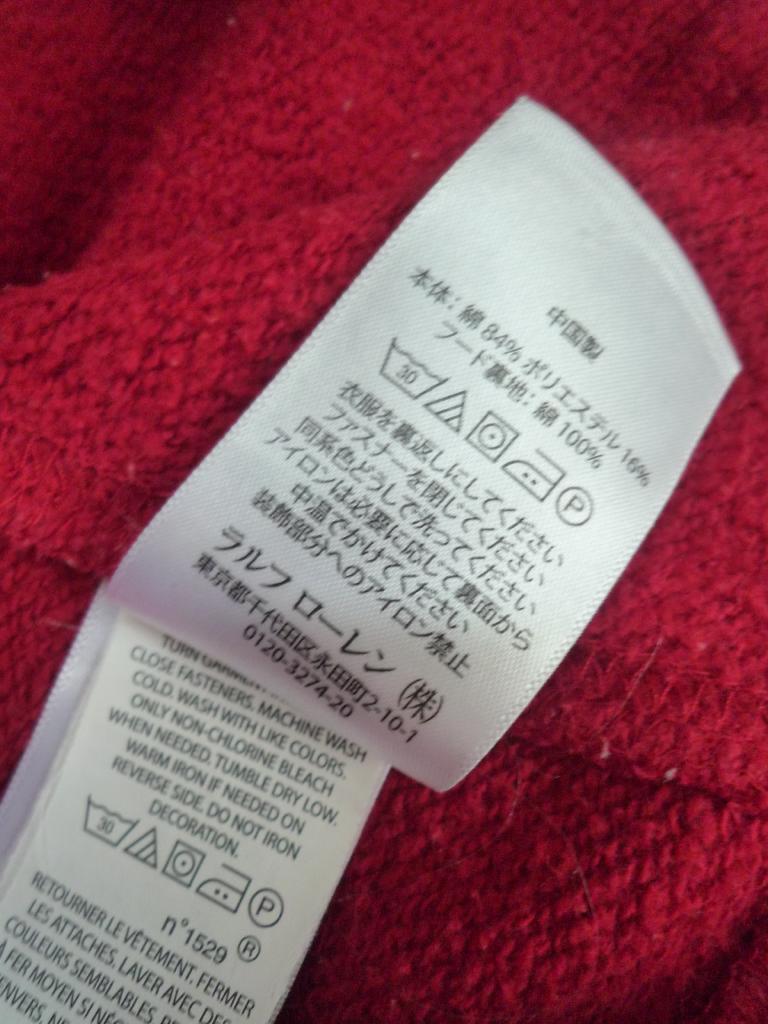 中国製
本体：綿 84% ポリエステル 16%
フード裏地：綿 100%
30 P
衣服を裏返しにしてください
ファスナーを閉じてください
同系色どうしで洗ってください
アイロンは必要に応じて裏面から
中温でかけてください
装飾部分へのアイロン禁止
ラルフ ローレン（株）
東京都千代田区永田町2-10-1
0120-3274-20
TURN GARMENT
CLOSE FASTENERS. MACHINE WASH
COLD. WASH WITH LIKE COLORS.
ONLY NON-CHLORINE BLEACH
WHEN NEEDED. TUMBLE DRY LOW.
WARM IRON IF NEEDED ON
REVERSE SIDE. DO NOT IRON
DECORATION.
30 P
n°1529 ®
RETOURNER LE VÊTEMENT. FERMER
LES ATTACHES. LAVER AVEC DES
COULEURS SEMBLABLES.
À FER MOYEN SI